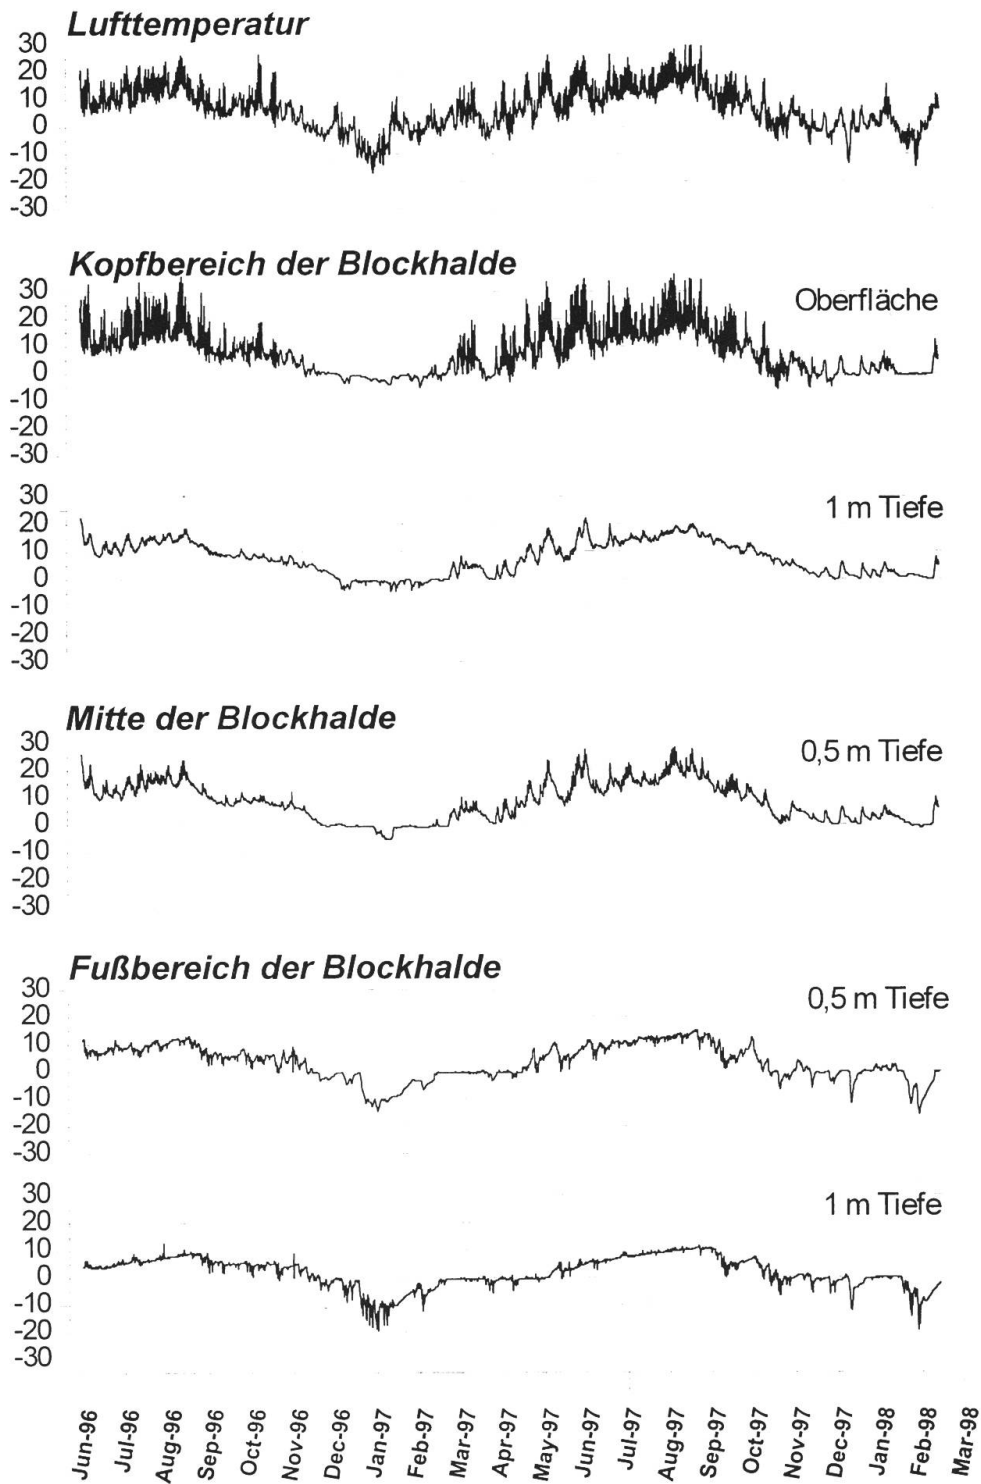 Lufttemperatur
30
20
10
0
-10
-20
-30
Kopfbereich der Blockhalde
Oberfläche
30
20
10
0
-10
-20
-30
1 m Tiefe
30
20
10
0
-10
-20
-30
Mitte der Blockhalde
0,5 m Tiefe
30
20
10
0
-10
-20
-30
Fußbereich der Blockhalde
0,5 m Tiefe
30
20
10
0
-10
-20
-30
1 m Tiefe
30
20
10
0
-10
-20
-30
Jun-96
Jul-96
Aug-96
Sep-96
Oct-96
Nov-96
Dec-96
Jan-97
Feb-97
Mar-97
Apr-97
May-97
Jun-97
Jul-97
Aug-97
Sep-97
Oct-97
Nov-97
Dec-97
Jan-98
Feb-98
Mar-98